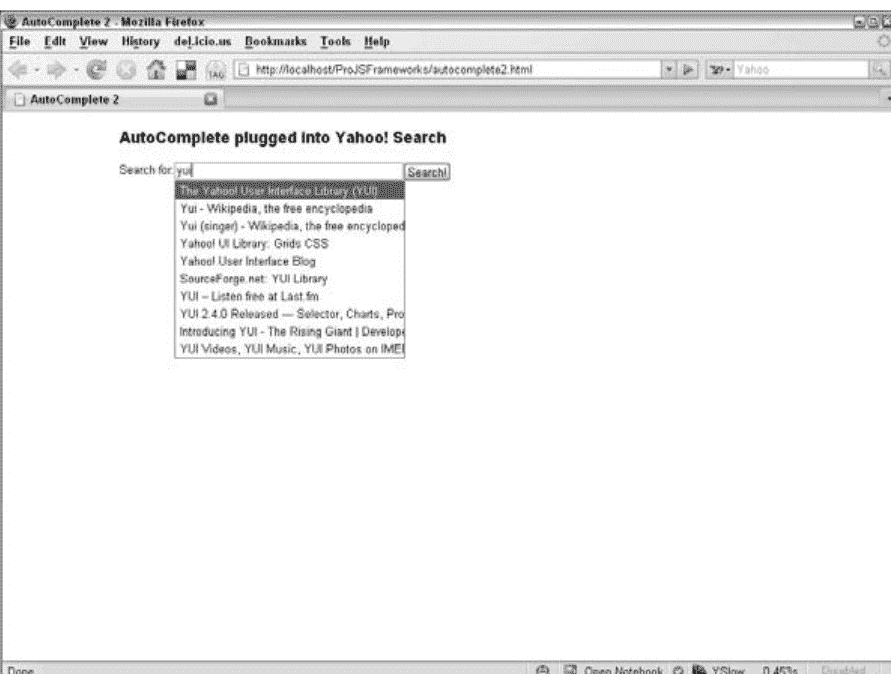 AutoComplete 2 - Mozilla Firefox
File Edit View History del.icio.us Bookmarks Tools Help
TAG http://localhost/ProJSFrameworks/autocomplete2.html Yahoo
AutoComplete 2
AutoComplete plugged into Yahoo! Search
Search for: yui Search!
The Yahoo! User Interface Library (YUI)
Yui - Wikipedia, the free encyclopedia
Yui (singer) - Wikipedia, the free encycloped
Yahoo! UI Library: Grids CSS
Yahoo! User Interface Blog
SourceForge.net: YUI Library
YUI – Listen free at Last.fm
YUI 2.4.0 Released — Selector, Charts, Pro
Introducing YUI - The Rising Giant | Develope
YUI Videos, YUI Music, YUI Photos on IMEE
Done Open Notebook YSlow 0.453s Disabled